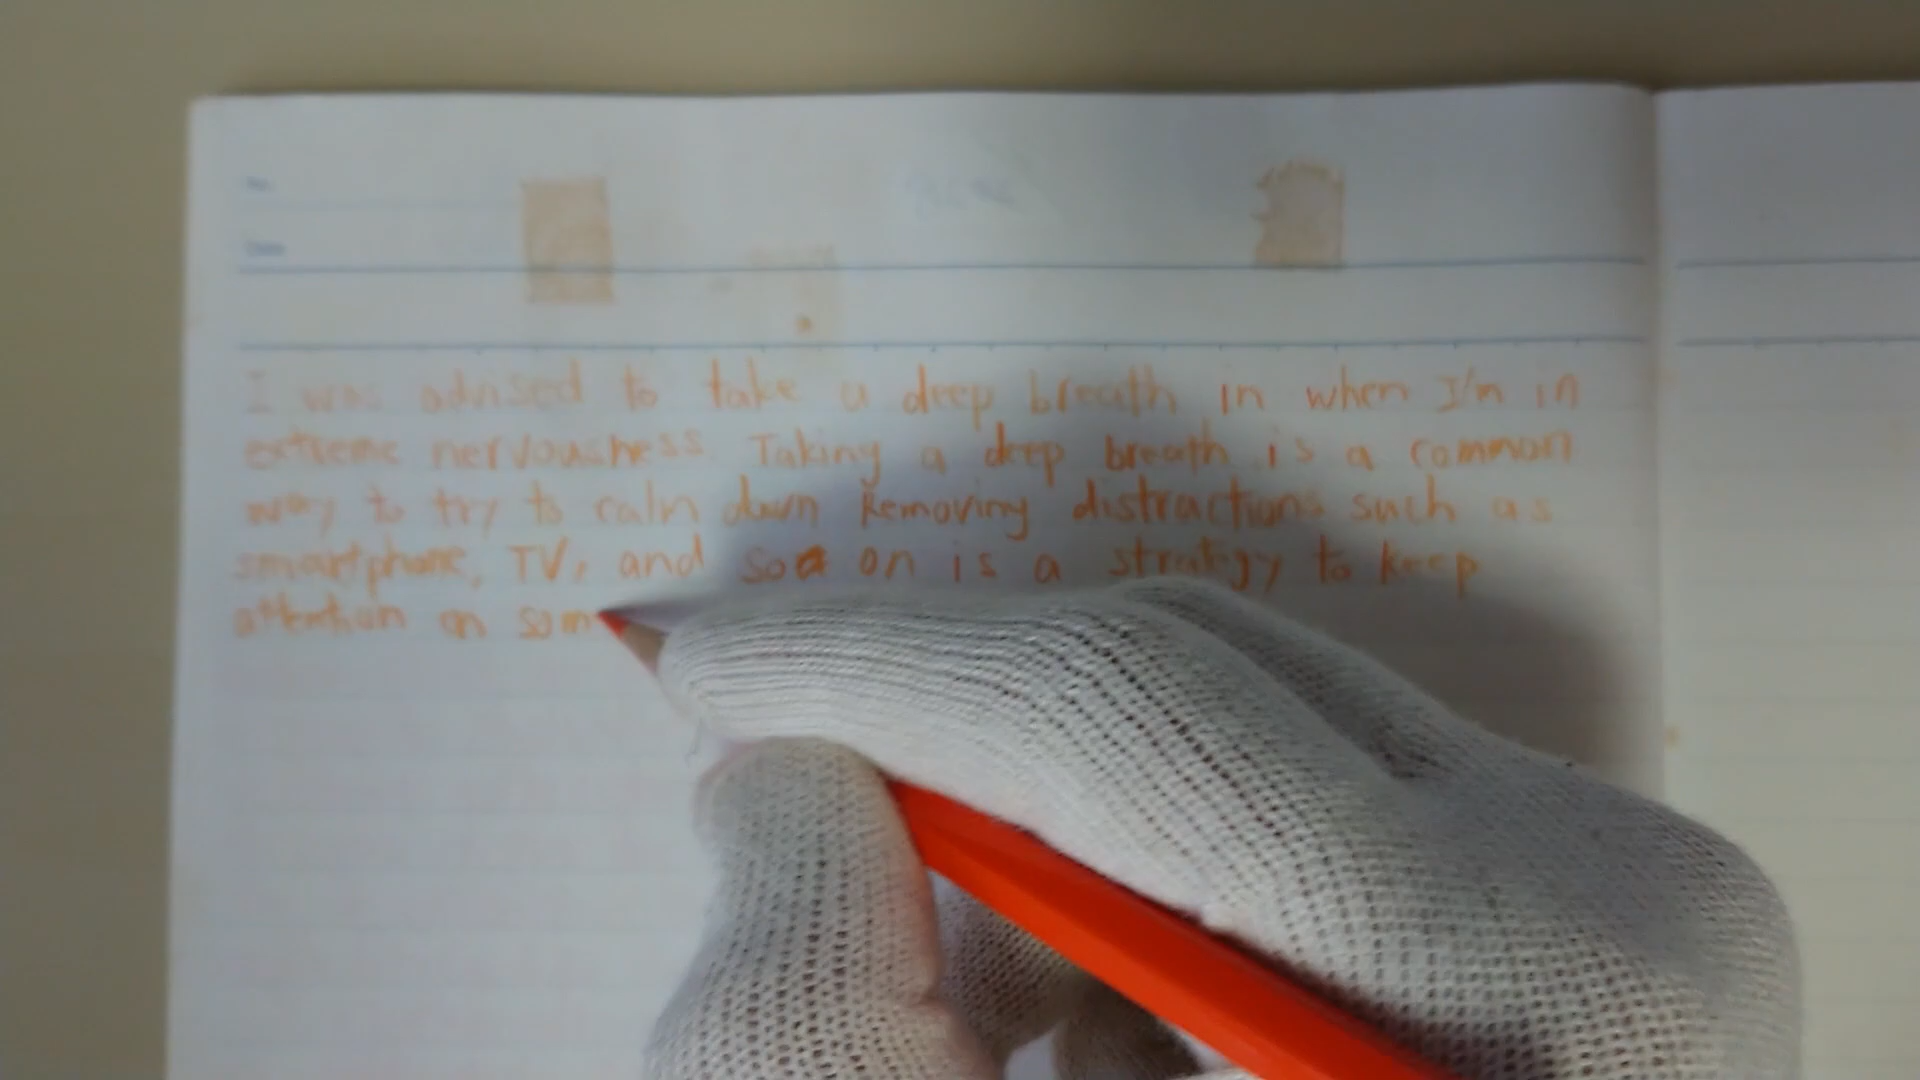 No.
Date
I was advised to take a deep breath in when I'm in
extreme nervousness. Taking a deep breath is a common
way to try to calm down Removing distractions such as
smartphone, TV, and so on is a strategy to keep
attention on som